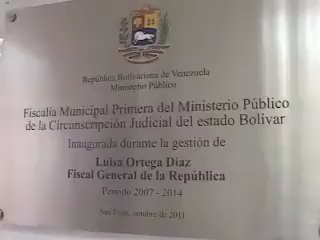 República Bolivariana de Venezuela
Ministerio Público
Fiscalía Municipal Primera del Ministerio Público
de la Circunscripción Judicial del estado Bolívar
Inaugurada durante la gestión de
Luisa Ortega Díaz
Fiscal General de la República
Período 2007 - 2014
San Félix, octubre de 2011